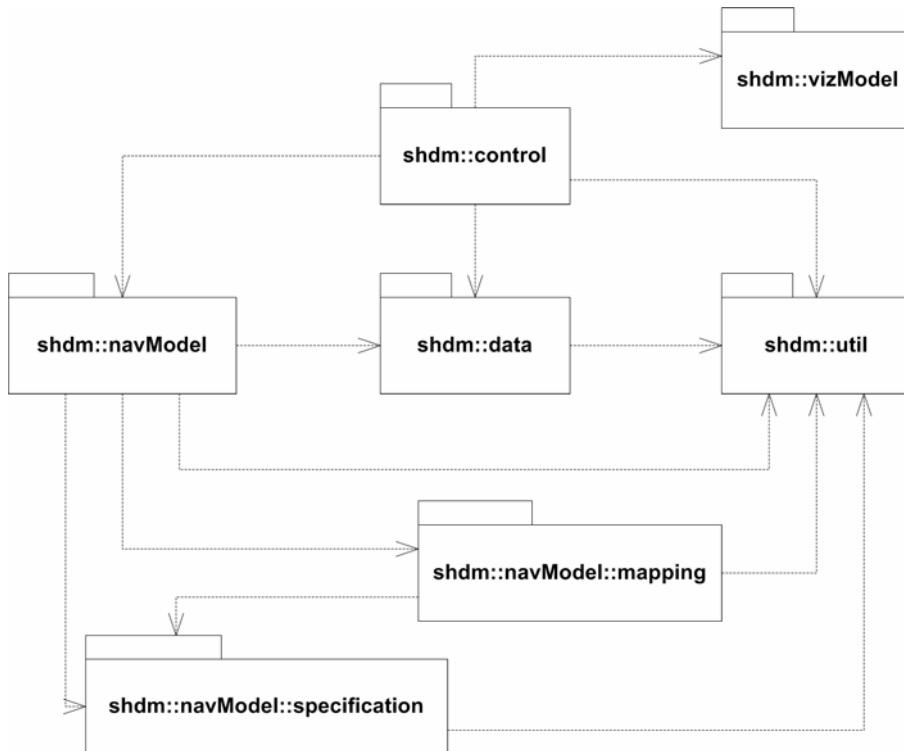 shdm::vizModel
shdm::control
shdm::navModel
shdm::data
shdm::util
shdm::navModel::mapping
shdm::navModel::specification